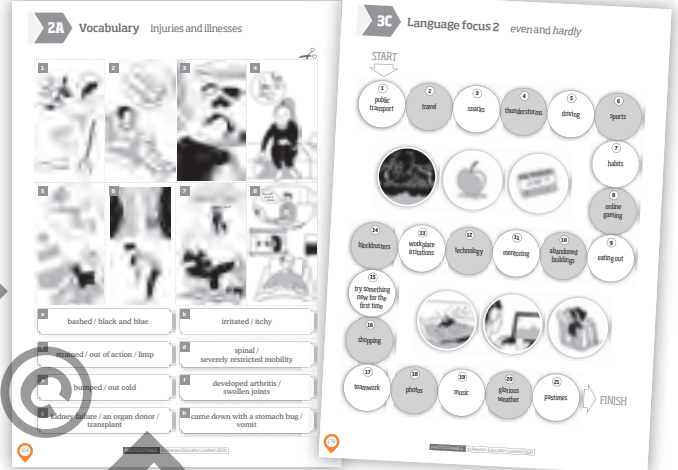 2A Vocabulary Injuries and illnesses
1
2
3
4
5
6
7
8
a
bashed / black and blue
b
irritated / itchy
c
strained / out of action / limp
d
spinal /
severely restricted mobility
bumped / out cold
f
developed arthritis /
swollen joints
kidney failure / an organ donor /
transplant
h
came down with a stomach bug /
vomit
©
3C Language focus 2 even and hardly
START
1
public
transport
2
travel
3
snacks
4
thunderstorms
5
driving
6
sports
7
habits
8
online
gaming
9
eating out
10
abandoned
buildings
11
mentoring
12
technology
13
workplace
irritations
14
blockbusters
15
try something
new for the
first time
16
shopping
17
teamwork
18
photos
19
music
20
glorious
weather
21
pastimes
FINISH